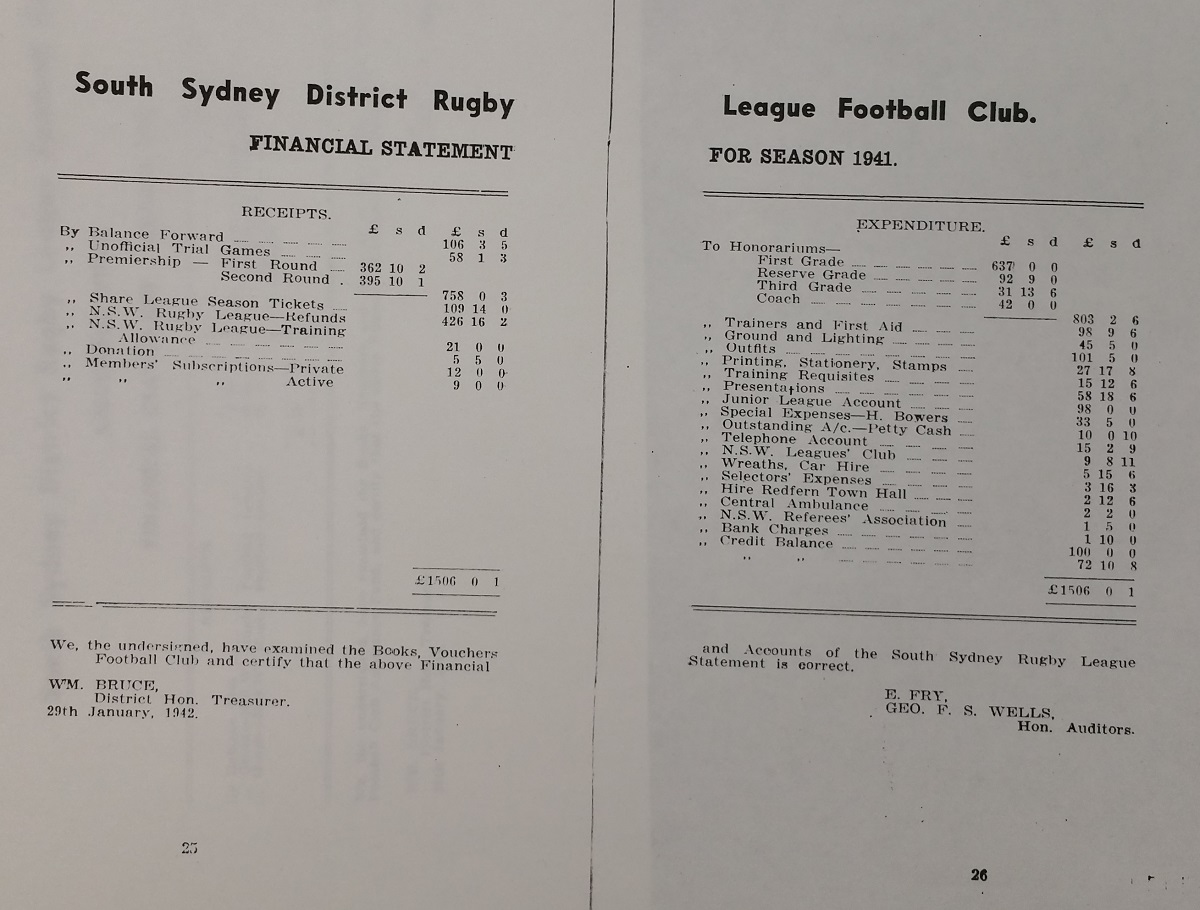 South Sydney District Rugby
FINANCIAL STATEMENT
RECEIPTS.
£ s d £ s d
By Balance Forward 106 3 5
,, Unofficial Trial Games 58 1 3
,, Premiership — First Round 362 10 2
Second Round . 395 10 1
758 0 3
,, Share League Season Tickets 109 14 0
,, N.S.W. Rugby League—Refunds 426 16 2
,, N.S.W. Rugby League—Training
Allowance 21 0 0
,, Donation 5 5 0
,, Members' Subscriptions—Private 12 0 0
,, ,, ,, Active 9 0 0
£1506 0 1
We, the undersigned, have examined the Books, Vouchers
Football Club and certify that the above Financial
WM. BRUCE,
District Hon. Treasurer.
29th January, 1942.
25
League Football Club.
FOR SEASON 1941.
EXPENDITURE.
£ s d £ s d
To Honorariums—
First Grade 637 0 0
Reserve Grade 92 9 0
Third Grade 31 13 6
Coach 42 0 0
803 2 6
,, Trainers and First Aid 98 9 6
,, Ground and Lighting 45 5 0
,, Outfits 101 5 0
,, Printing, Stationery, Stamps 27 17 8
,, Training Requisites 15 12 6
,, Presentations 58 18 6
,, Junior League Account 98 0 0
,, Special Expenses—H. Bowers 33 5 0
,, Outstanding A/c.—Petty Cash 10 0 10
,, Telephone Account 15 2 9
,, N.S.W. Leagues' Club 9 8 11
,, Wreaths, Car Hire 5 15 6
,, Selectors' Expenses 3 16 3
,, Hire Redfern Town Hall 2 12 6
,, Central Ambulance 2 2 0
,, N.S.W. Referees' Association 1 5 0
,, Bank Charges 1 10 0
,, Credit Balance 100 0 0
,, ,, 72 10 8
£1506 0 1
and Accounts of the South Sydney Rugby League
Statement is correct.
E. FRY,
GEO. F. S. WELLS,
Hon. Auditors.
26